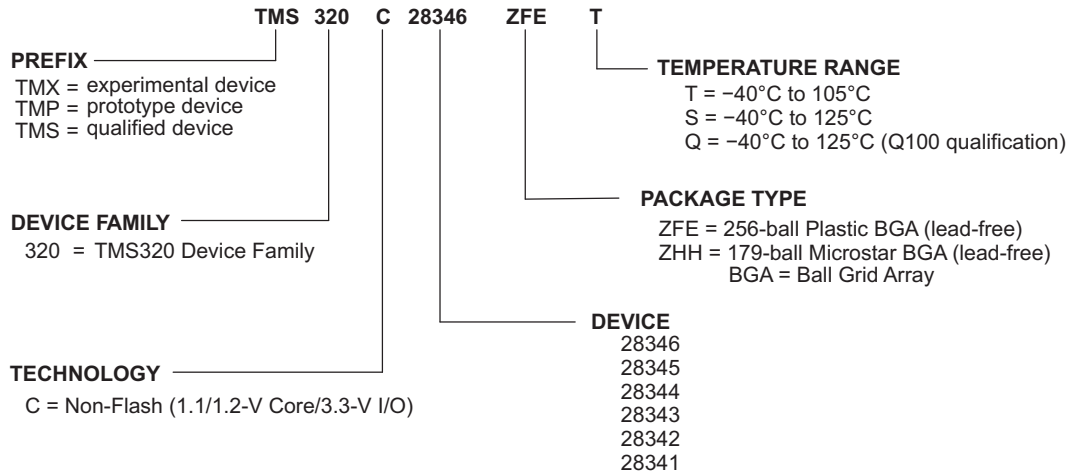 TMS 320 C 28346 ZFE T
PREFIX
TMX = experimental device
TMP = prototype device
TMS = qualified device
TEMPERATURE RANGE
T = −40°C to 105°C
S = −40°C to 125°C
Q = −40°C to 125°C (Q100 qualification)
PACKAGE TYPE
ZFE = 256-ball Plastic BGA (lead-free)
ZHH = 179-ball Microstar BGA (lead-free)
BGA = Ball Grid Array
DEVICE FAMILY
320 = TMS320 Device Family
DEVICE
28346
28345
28344
28343
28342
28341
TECHNOLOGY
C = Non-Flash (1.1/1.2-V Core/3.3-V I/O)